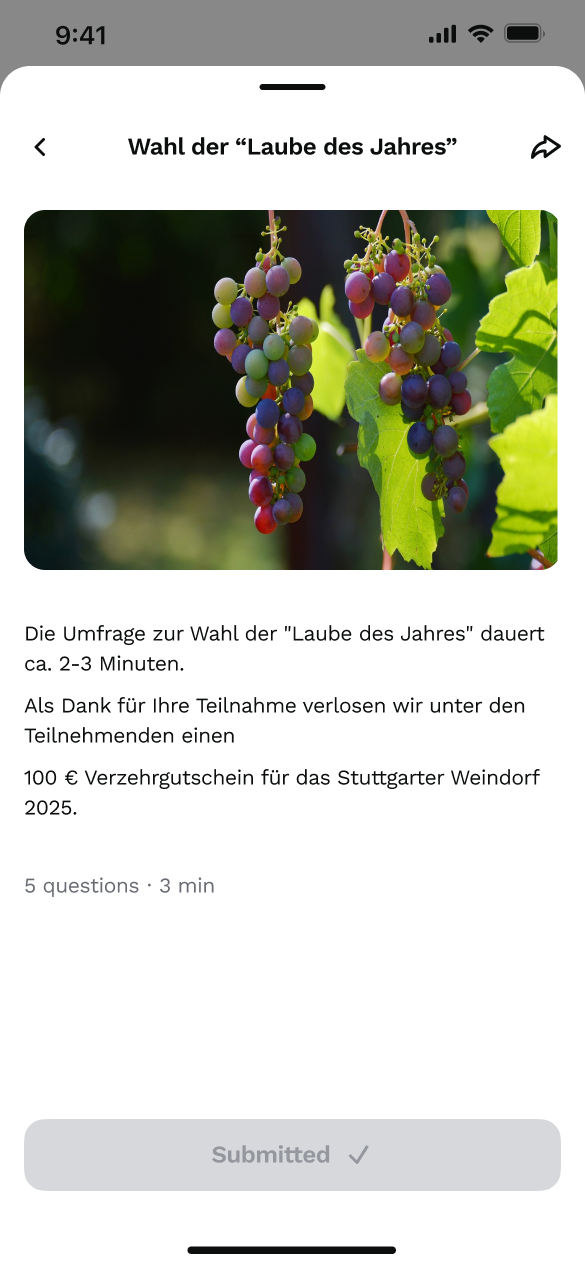 9:41
Wahl der “Laube des Jahres”
Die Umfrage zur Wahl der "Laube des Jahres" dauert
ca. 2-3 Minuten.
Als Dank für Ihre Teilnahme verlosen wir unter den
Teilnehmenden einen
100 € Verzehrgutschein für das Stuttgarter Weindorf
2025.
5 questions · 3 min
Submitted